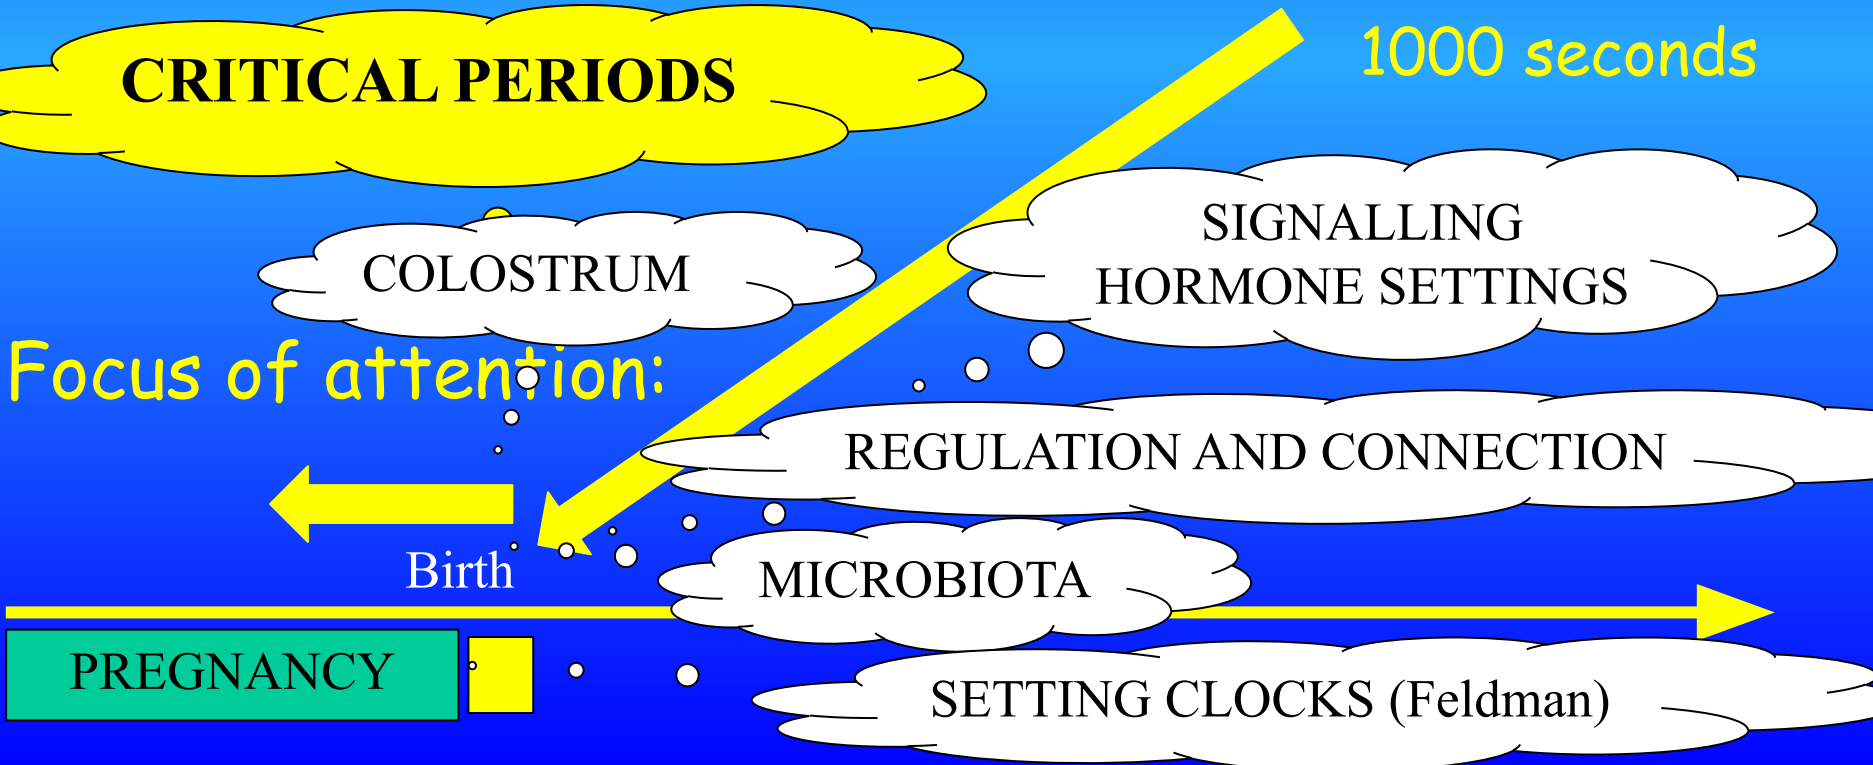 CRITICAL PERIODS
1000 seconds
SIGNALLING
HORMONE SETTINGS
COLOSTRUM
Focus of attention:
REGULATION AND CONNECTION
Birth
MICROBIOTA
PREGNANCY
SETTING CLOCKS (Feldman)